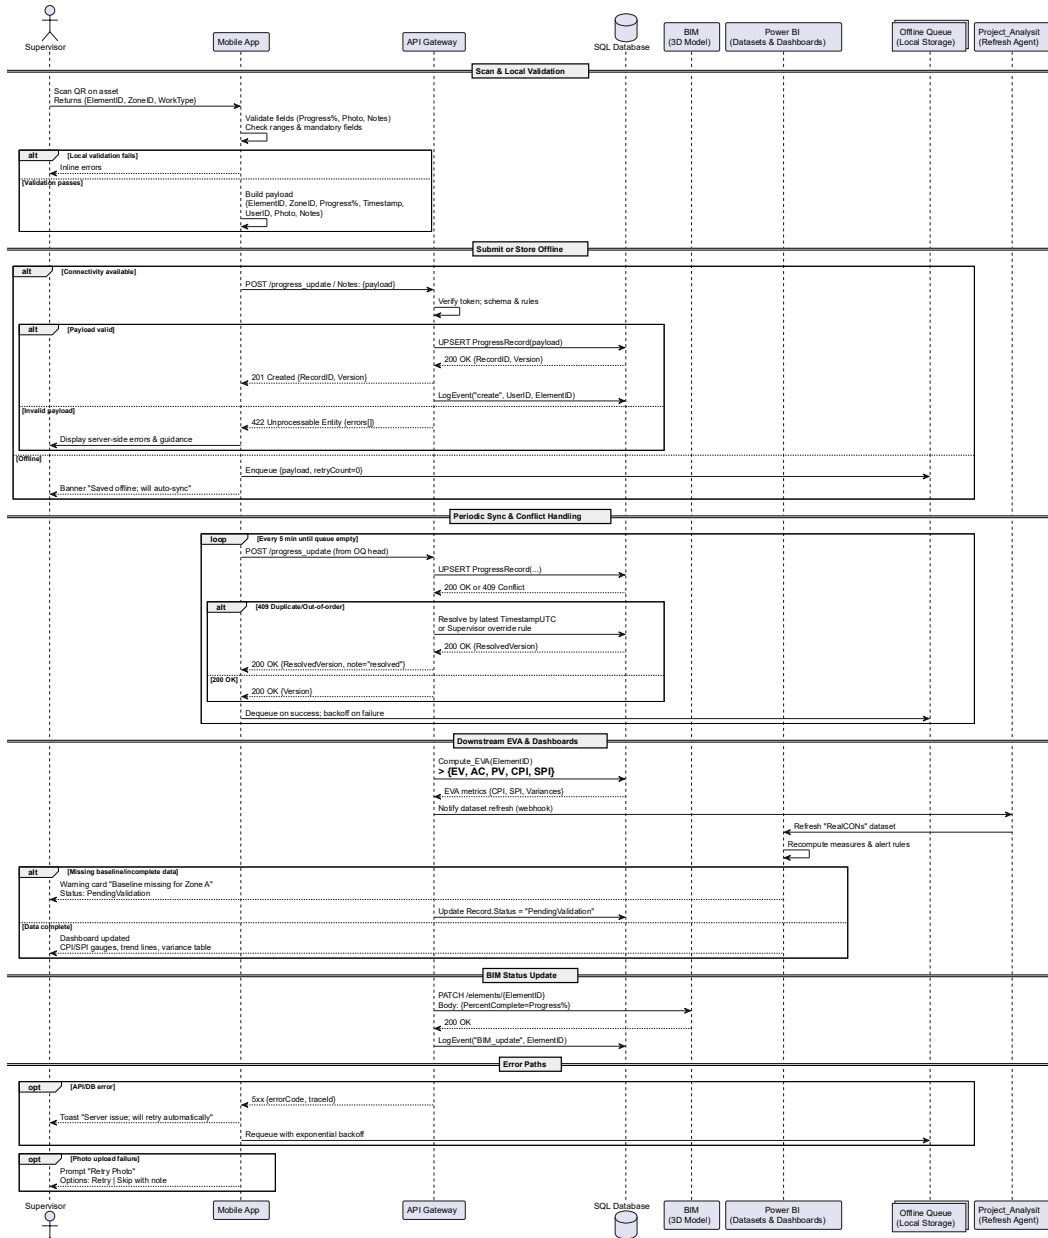 Supervisor
Mobile App
API Gateway
SQL Database
BIM
(3D Model)
Power BI
(Datasets & Dashboards)
Offline Queue
(Local Storage)
Project_Analysit
(Refresh Agent)
Scan & Local Validation
Scan QR on asset
Returns {ElementID, ZoneID, WorkType}
Validate fields (Progress%, Photo, Notes)
Check ranges & mandatory fields
alt
[Local validation fails]
Inline errors
[Validation passes]
Build payload
{ElementID, ZoneID, Progress%, Timestamp,
UserID, Photo, Notes}
Submit or Store Offline
alt
[Connectivity available]
POST /progress_update / Notes: {payload}
Verify token; schema & rules
alt
[Payload valid]
UPSERT ProgressRecord(payload)
200 OK {RecordID, Version}
201 Created {RecordID, Version}
LogEvent("create", UserID, ElementID)
[Invalid payload]
422 Unprocessable Entity {errors[]}
Display server-side errors & guidance
[Offline]
Enqueue {payload, retryCount=0}
Banner "Saved offline; will auto-sync"
Periodic Sync & Conflict Handling
loop
[Every 5 min until queue empty]
POST /progress_update (from OQ head)
UPSERT ProgressRecord(...)
200 OK or 409 Conflict
alt
[409 Duplicate/Out-of-order]
Resolve by latest TimestampUTC
or Supervisor override rule
200 OK {ResolvedVersion}
200 OK {ResolvedVersion, note="resolved"}
[200 OK]
200 OK {Version}
Dequeue on success; backoff on failure
Downstream EVA & Dashboards
Compute_EVA(ElementID)
> {EV, AC, PV, CPI, SPI}
EVA metrics {CPI, SPI, Variances}
Notify dataset refresh (webhook)
Refresh "RealCONs" dataset
Recompute measures & alert rules
alt
[Missing baseline/incomplete data]
Warning card "Baseline missing for Zone A"
Status: PendingValidation
Update Record.Status = "PendingValidation"
[Data complete]
Dashboard updated
CPI/SPI gauges, trend lines, variance table
BIM Status Update
PATCH /elements/{ElementID}
Body: {PercentComplete=Progress%}
200 OK
LogEvent("BIM_update", ElementID)
Error Paths
opt
[API/DB error]
5xx {errorCode, traceId}
Toast "Server issue; will retry automatically"
Requeue with exponential backoff
opt
[Photo upload failure]
Prompt "Retry Photo"
Options: Retry | Skip with note
Supervisor
Mobile App
API Gateway
SQL Database
BIM
(3D Model)
Power BI
(Datasets & Dashboards)
Offline Queue
(Local Storage)
Project_Analysit
(Refresh Agent)